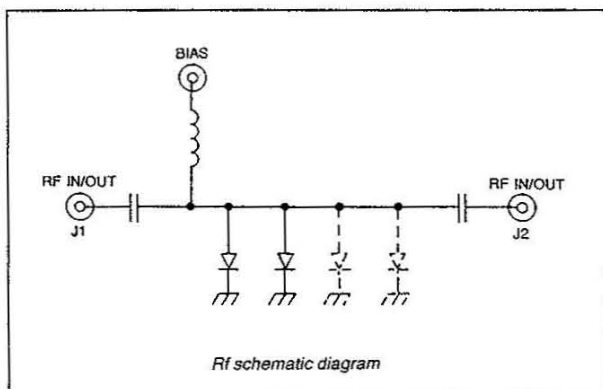 BIAS
RF IN/OUT
RF IN/OUT
J1
J2
Rf schematic diagram